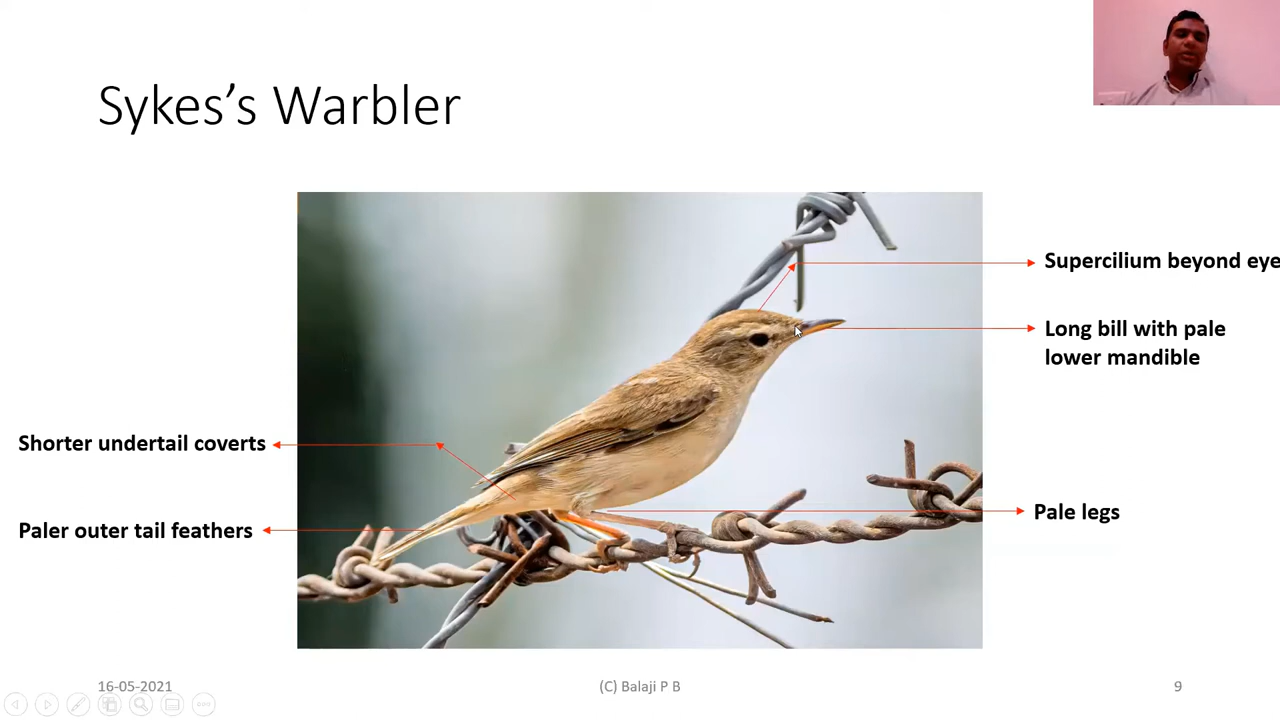 Sykes's Warbler
Supercilium beyond eye
Long bill with pale
lower mandible
Shorter undertail coverts
Paler outer tail feathers
Pale legs
16-05-2021
(C) Balaji P B
9